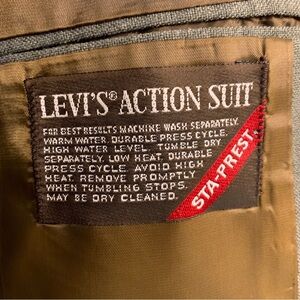 LEVI'S® ACTION SUIT
FOR BEST RESULTS MACHINE WASH SEPARATELY.
WARM WATER. DURABLE PRESS CYCLE.
HIGH WATER LEVEL. TUMBLE DRY
SEPARATELY. LOW HEAT. DURABLE
PRESS CYCLE. AVOID HIGH
HEAT. REMOVE PROMPTLY
WHEN TUMBLING STOPS.
MAY BE DRY CLEANED.
STA-PREST